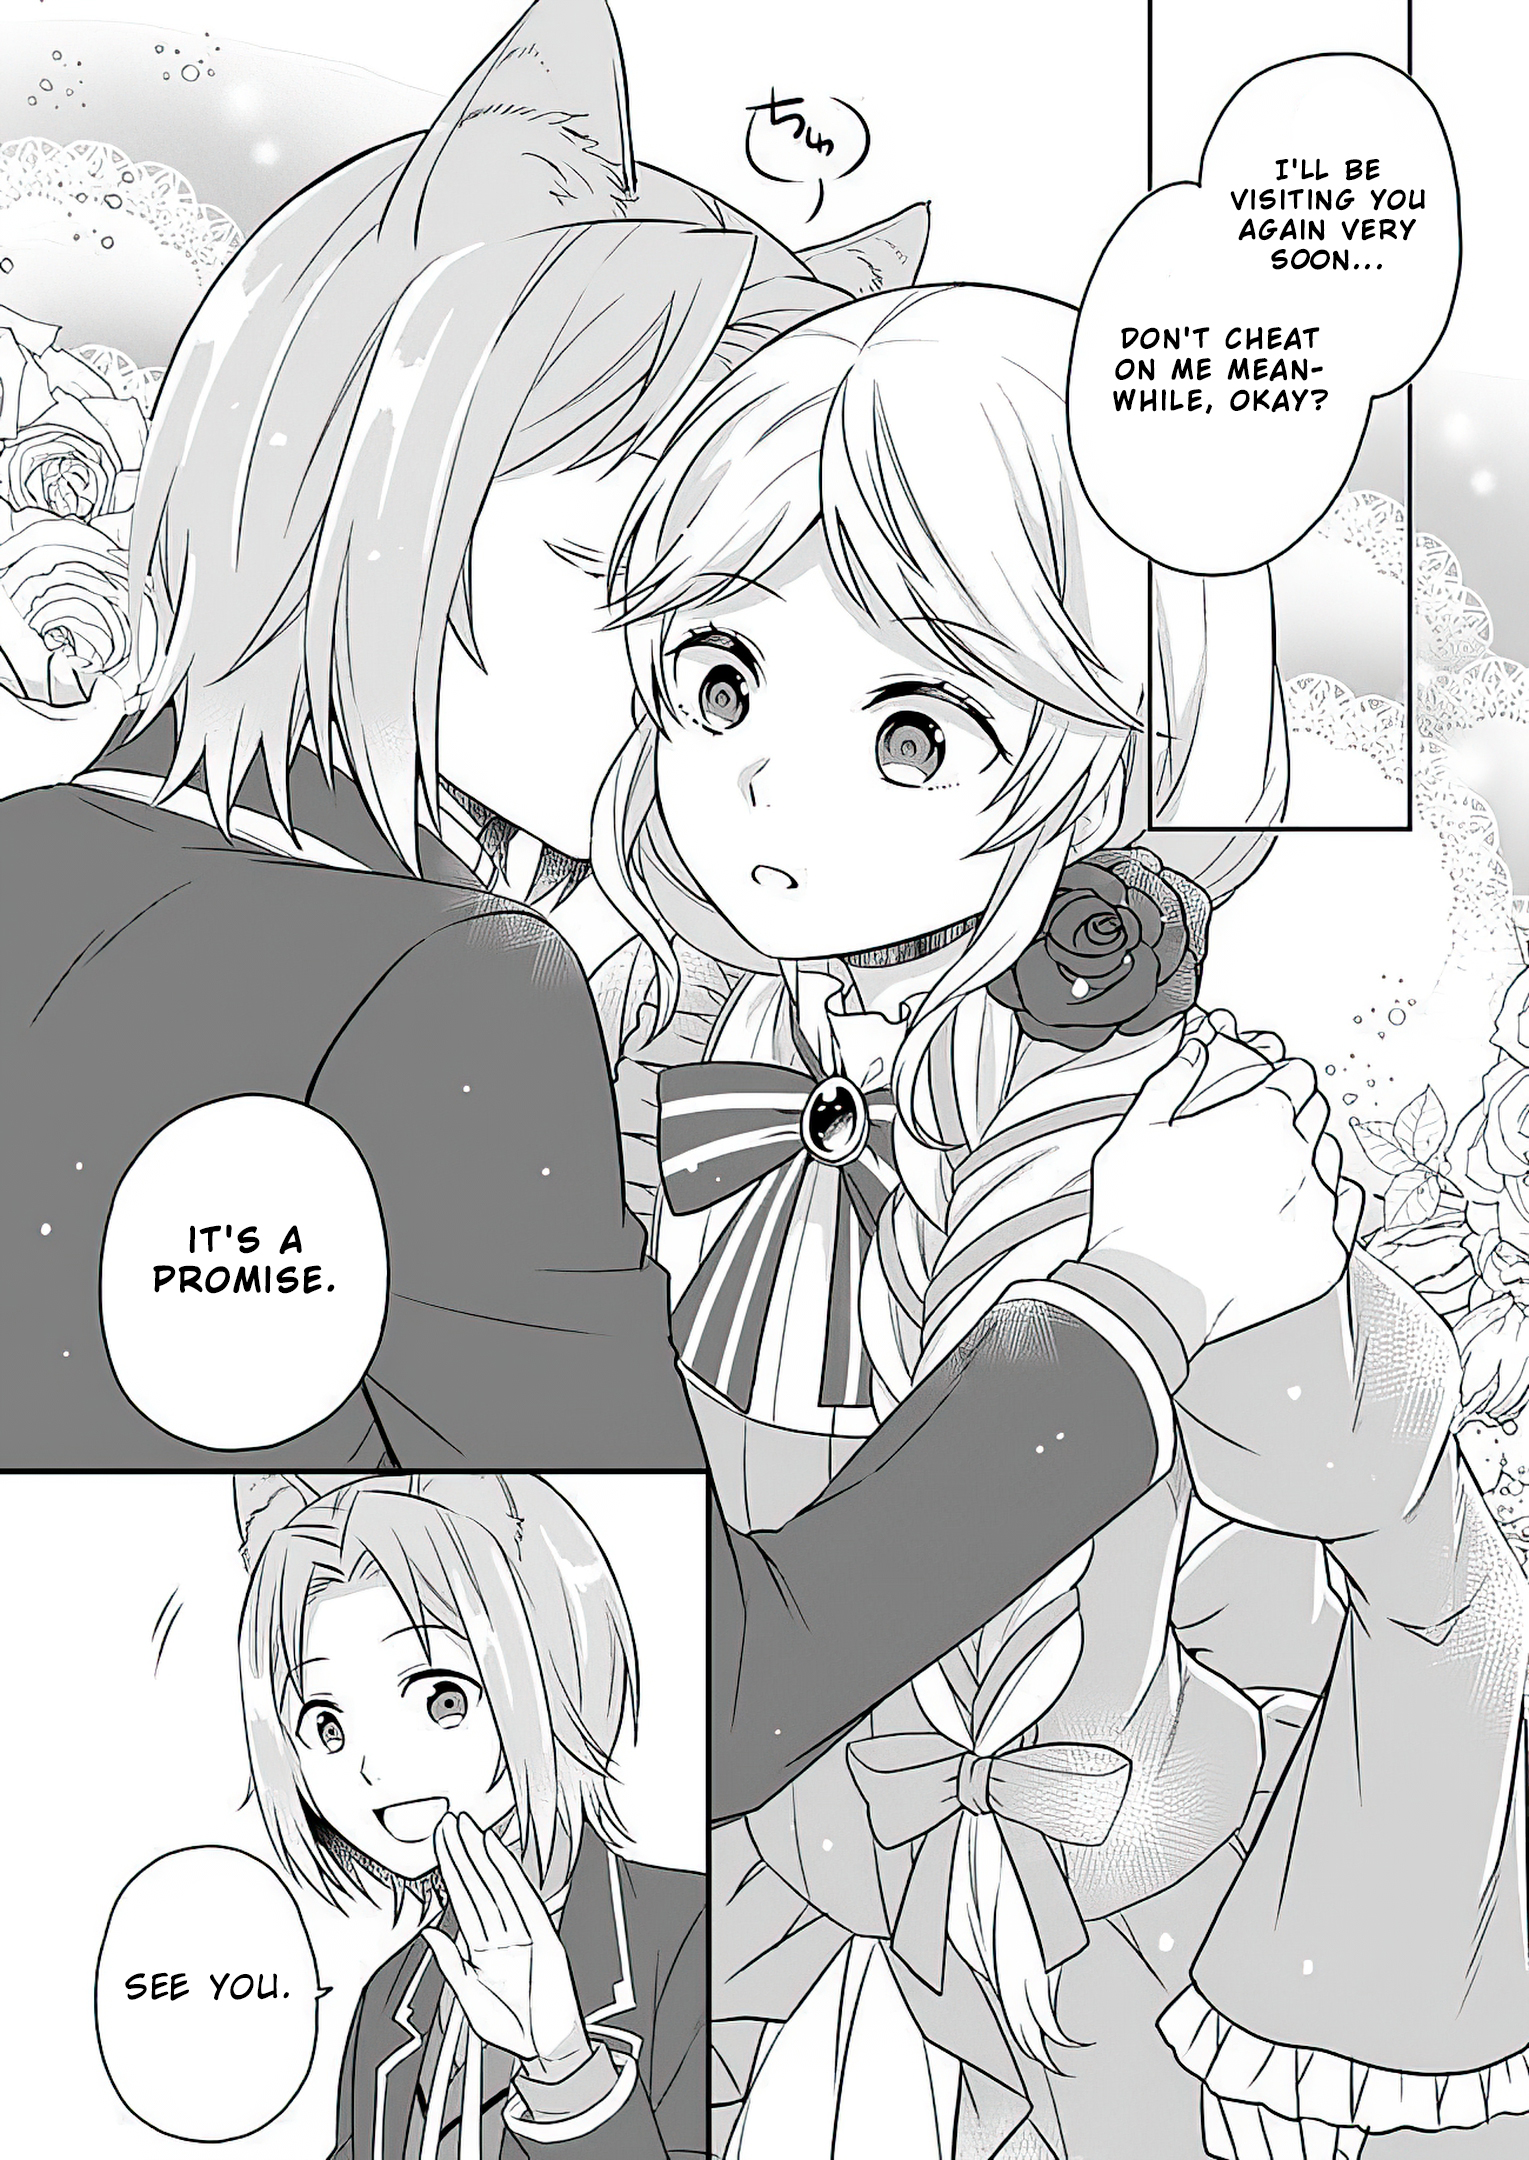 I'LL BE
VISITING YOU
AGAIN VERY
SOON...
DON'T CHEAT
ON ME MEAN-
WHILE, OKAY?
ちゅ
IT'S A
PROMISE.
SEE YOU.